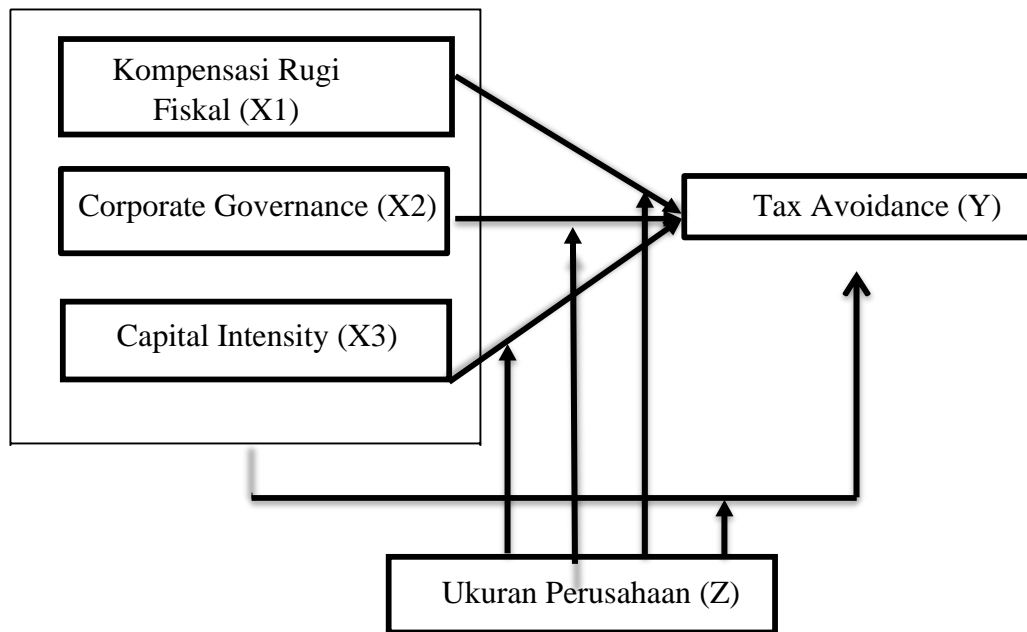 Kompensasi Rugi
Fiskal (X1)
Corporate Governance (X2)
Tax Avoidance (Y)
Capital Intensity (X3)
Ukuran Perusahaan (Z)